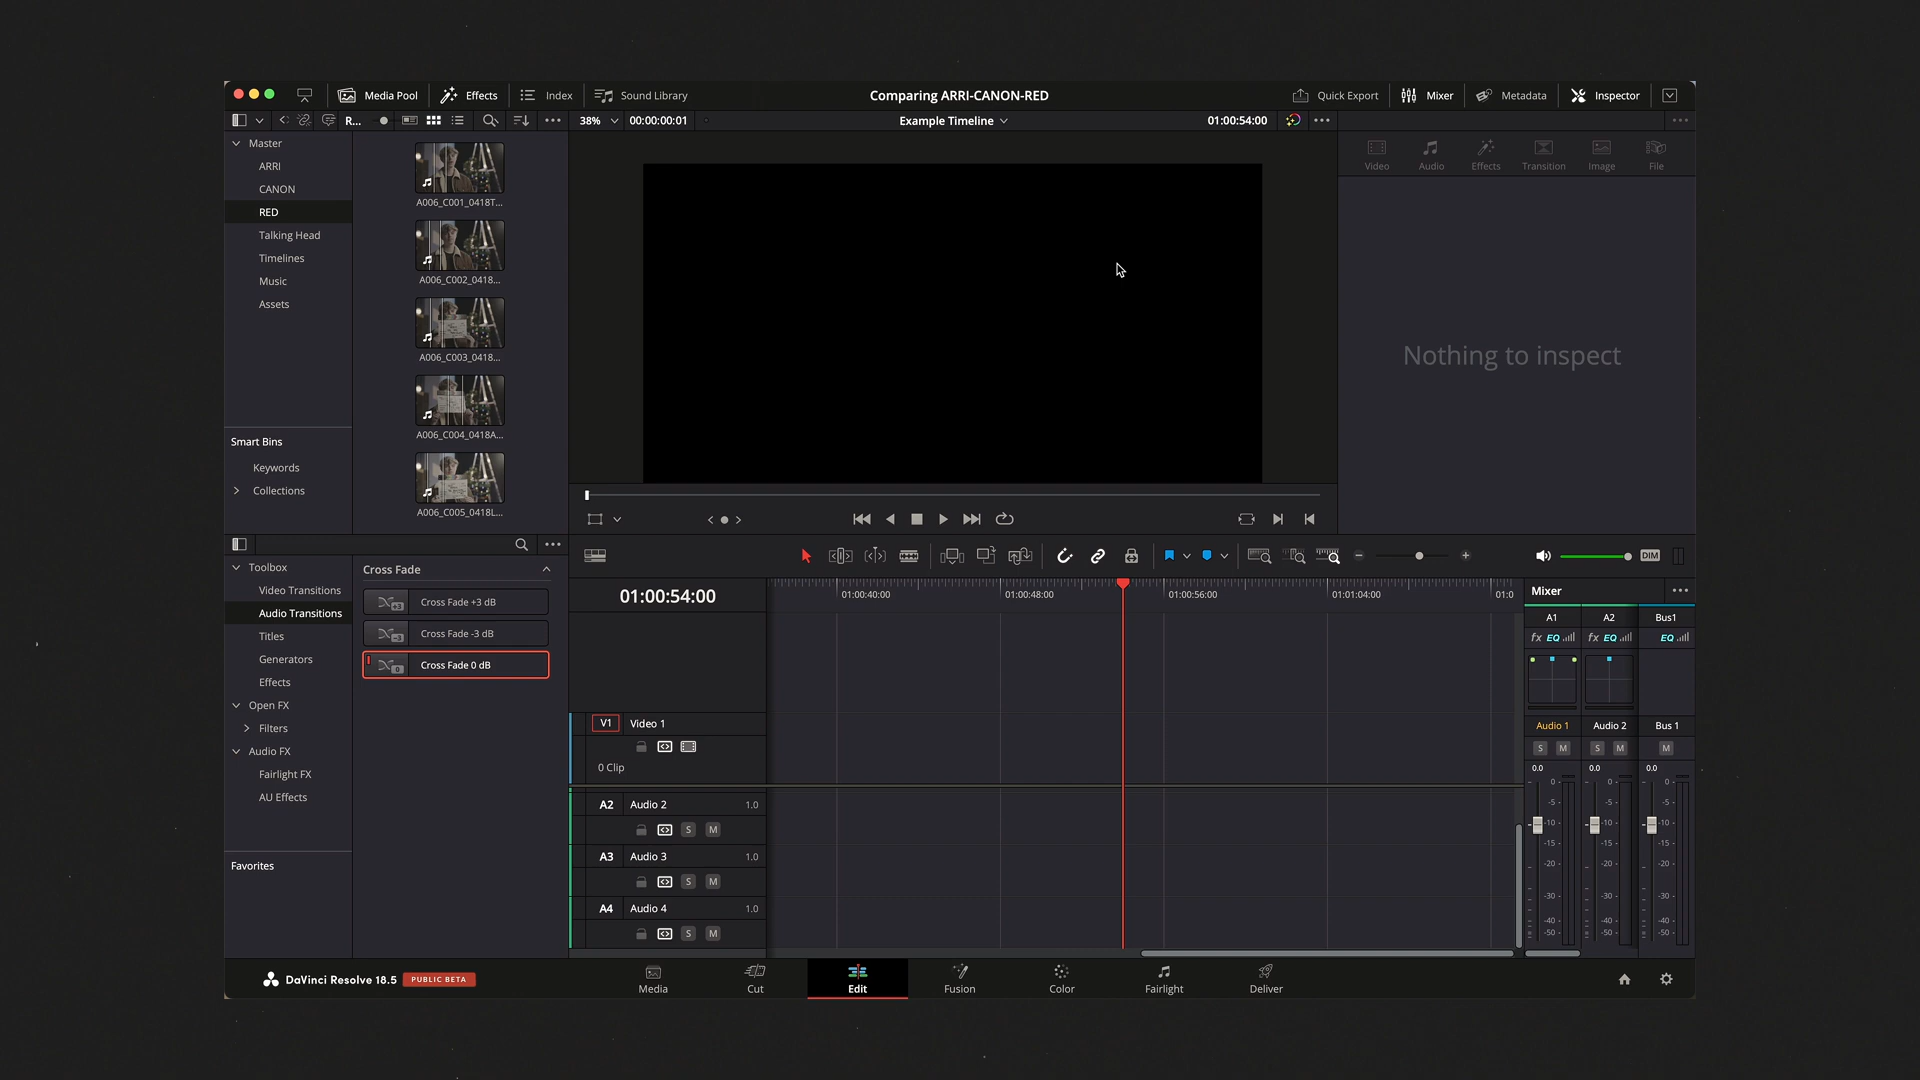 Media Pool Effects Index Sound Library Comparing ARRI-CANON-RED Quick Export Mixer Metadata Inspector
R... 38% 00:00:00:01 Example Timeline 01:00:54:00
Master
ARRI
CANON
RED
Talking Head
Timelines
Music
Assets
Smart Bins
Keywords
Collections
A006_C001_0418T...
A006_C002_0418...
A006_C003_0418...
A006_C004_0418A...
A006_C005_0418L...
Video Audio Effects Transition Image File
Nothing to inspect
Toolbox
Video Transitions
Audio Transitions
Titles
Generators
Effects
Open FX
Filters
Audio FX
Fairlight FX
AU Effects
Favorites
Cross Fade
+3 Cross Fade +3 dB
-3 Cross Fade -3 dB
0 Cross Fade 0 dB
DIM
01:00:54:00
01:00:40:00 01:00:48:00 01:00:56:00 01:01:04:00 01:0
V1 Video 1
0 Clip
A2 Audio 2 1.0
S M
A3 Audio 3 1.0
S M
A4 Audio 4 1.0
S M
Mixer
A1 A2 Bus1
fx EQ fx EQ EQ
Audio 1 Audio 2 Bus 1
S M S M M
0.0 0.0 0.0
0- 0- 0-
-5- -5- -5-
-10- -10- -10-
-15- -15- -15-
-20- -20- -20-
-30- -30- -30-
-40- -40- -40-
-50- -50- -50-
DaVinci Resolve 18.5 PUBLIC BETA
Media Cut Edit Fusion Color Fairlight Deliver